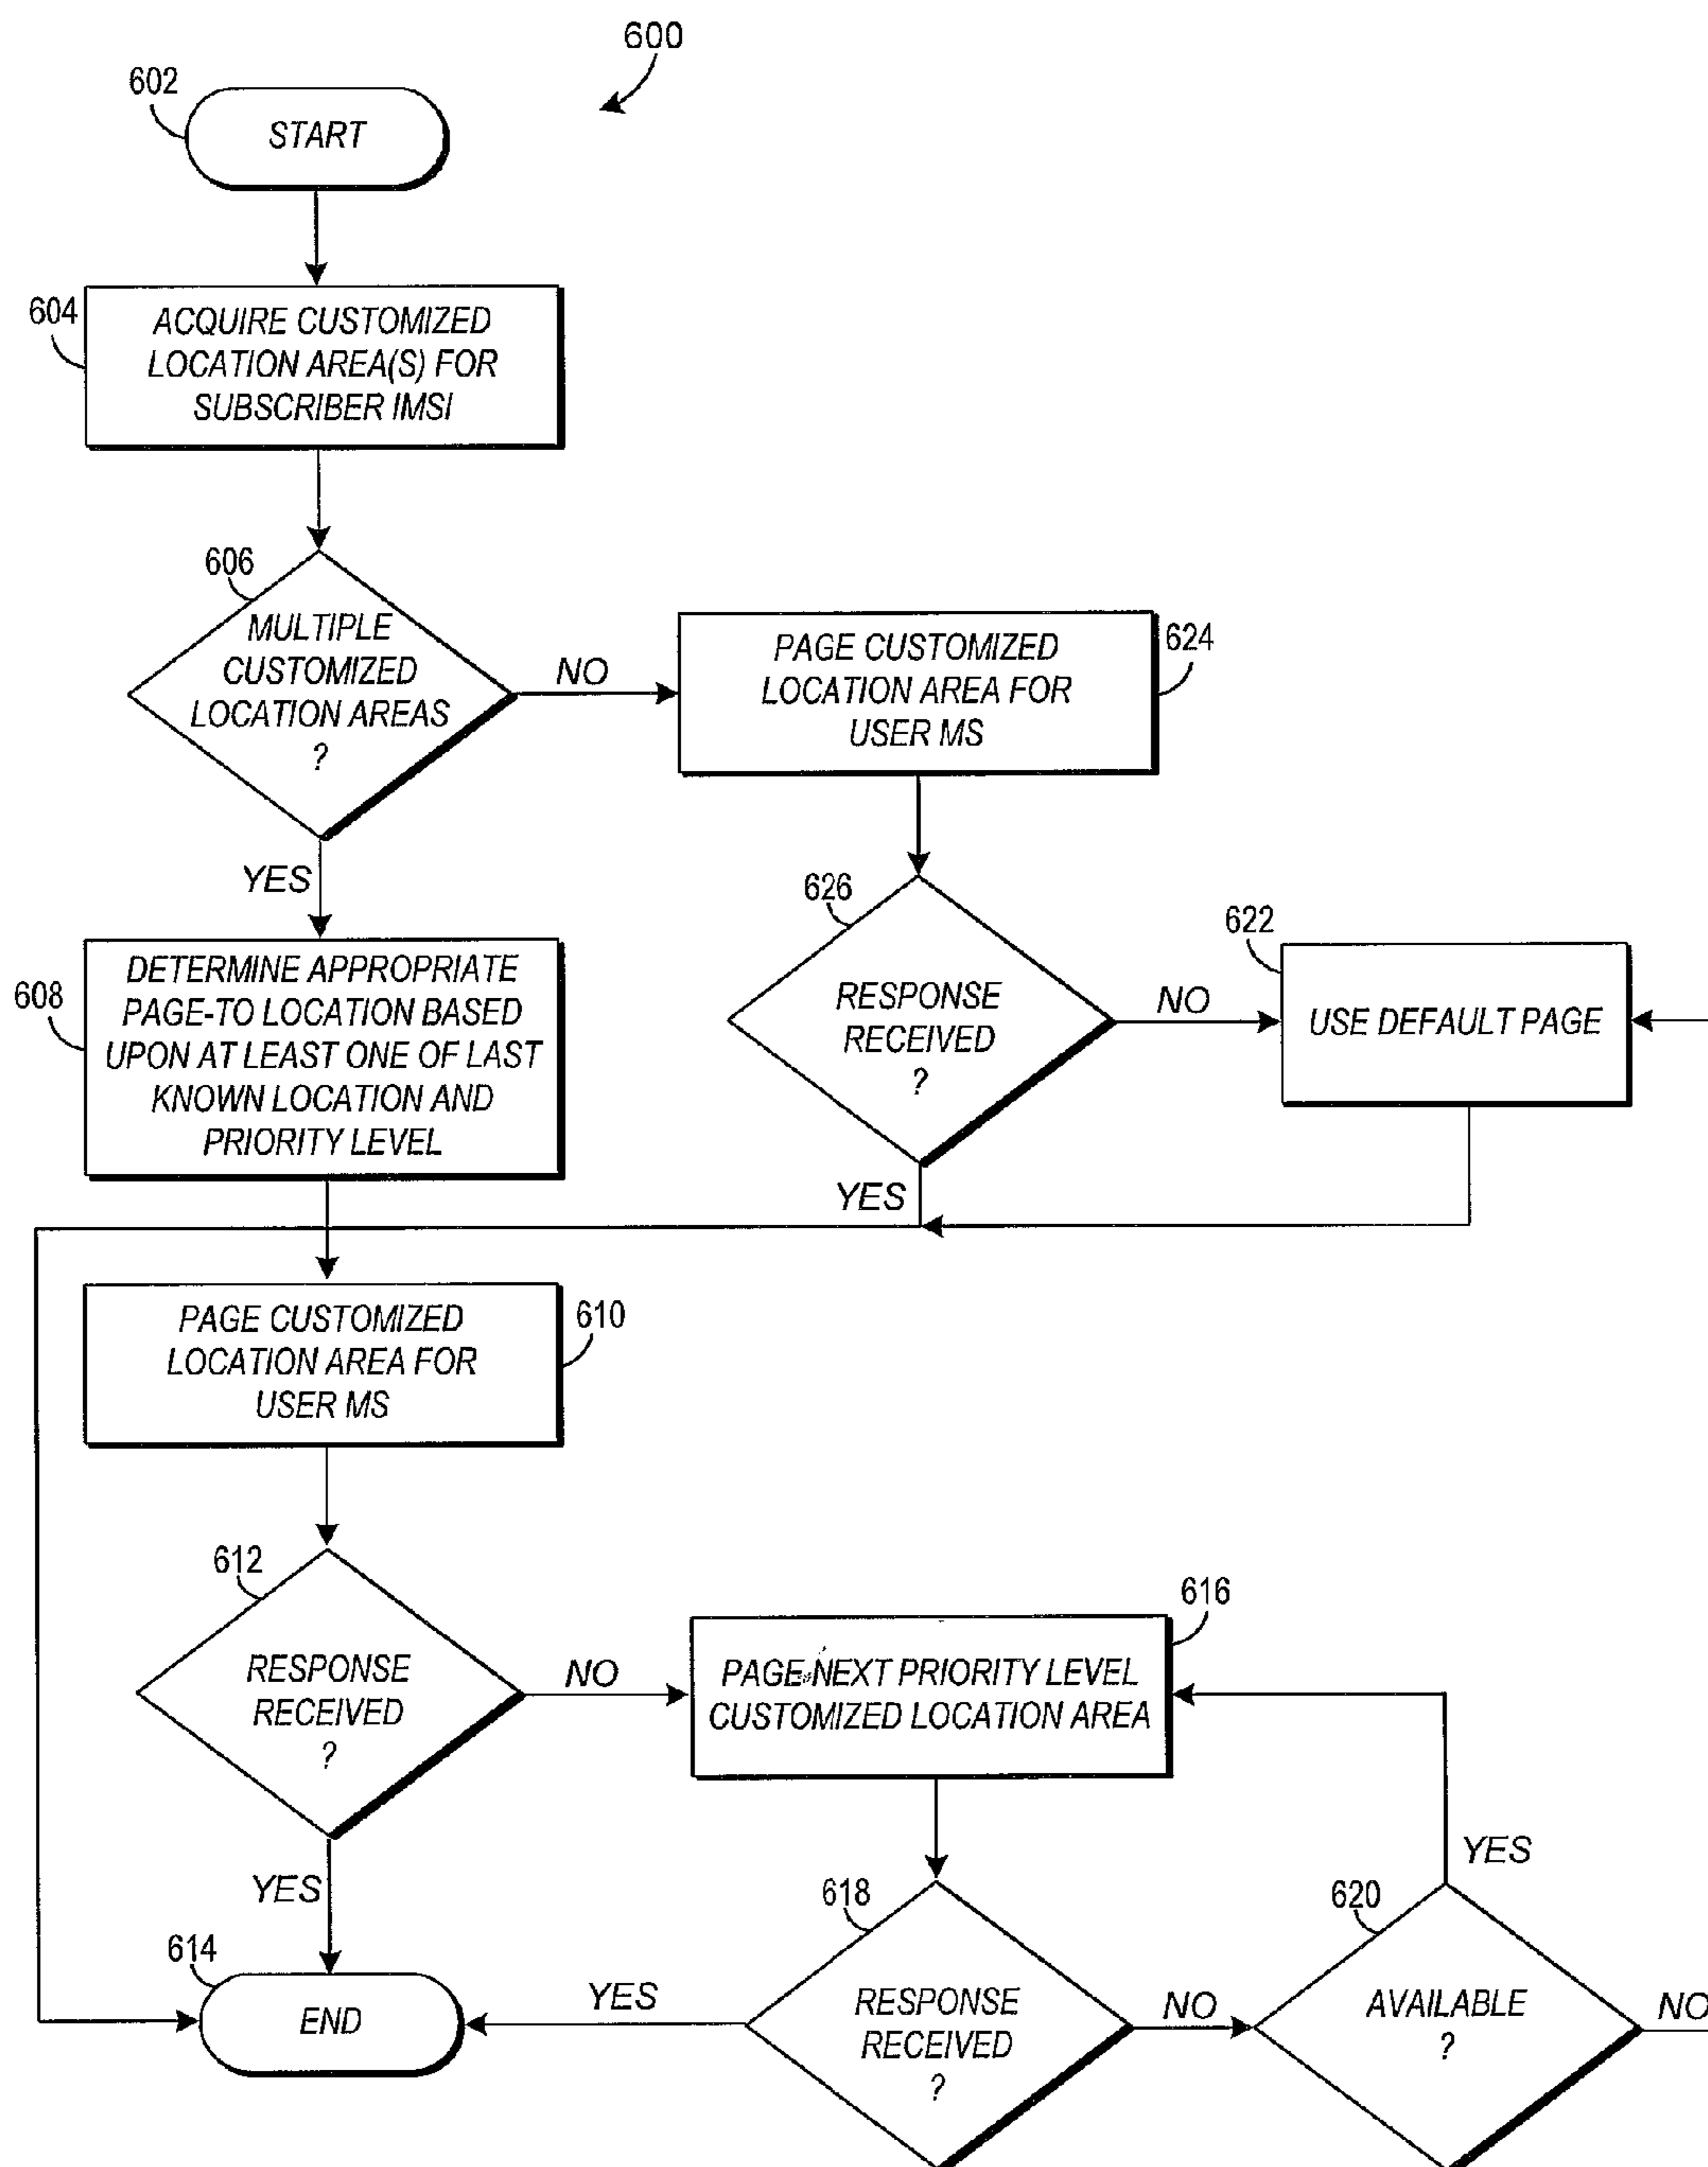 600
602
START
604
ACQUIRE CUSTOMIZED
LOCATION AREA(S) FOR
SUBSCRIBER IMSI
606
MULTIPLE
CUSTOMIZED
LOCATION AREAS
?
NO
PAGE CUSTOMIZED
LOCATION AREA FOR
USER MS
624
YES
626
RESPONSE
RECEIVED
?
NO
622
USE DEFAULT PAGE
608
DETERMINE APPROPRIATE
PAGE-TO LOCATION BASED
UPON AT LEAST ONE OF LAST
KNOWN LOCATION AND
PRIORITY LEVEL
YES
PAGE CUSTOMIZED
LOCATION AREA FOR
USER MS
610
612
RESPONSE
RECEIVED
?
NO
616
PAGE NEXT PRIORITY LEVEL
CUSTOMIZED LOCATION AREA
YES
YES
614
END
YES
618
RESPONSE
RECEIVED
?
NO
620
AVAILABLE
?
NO